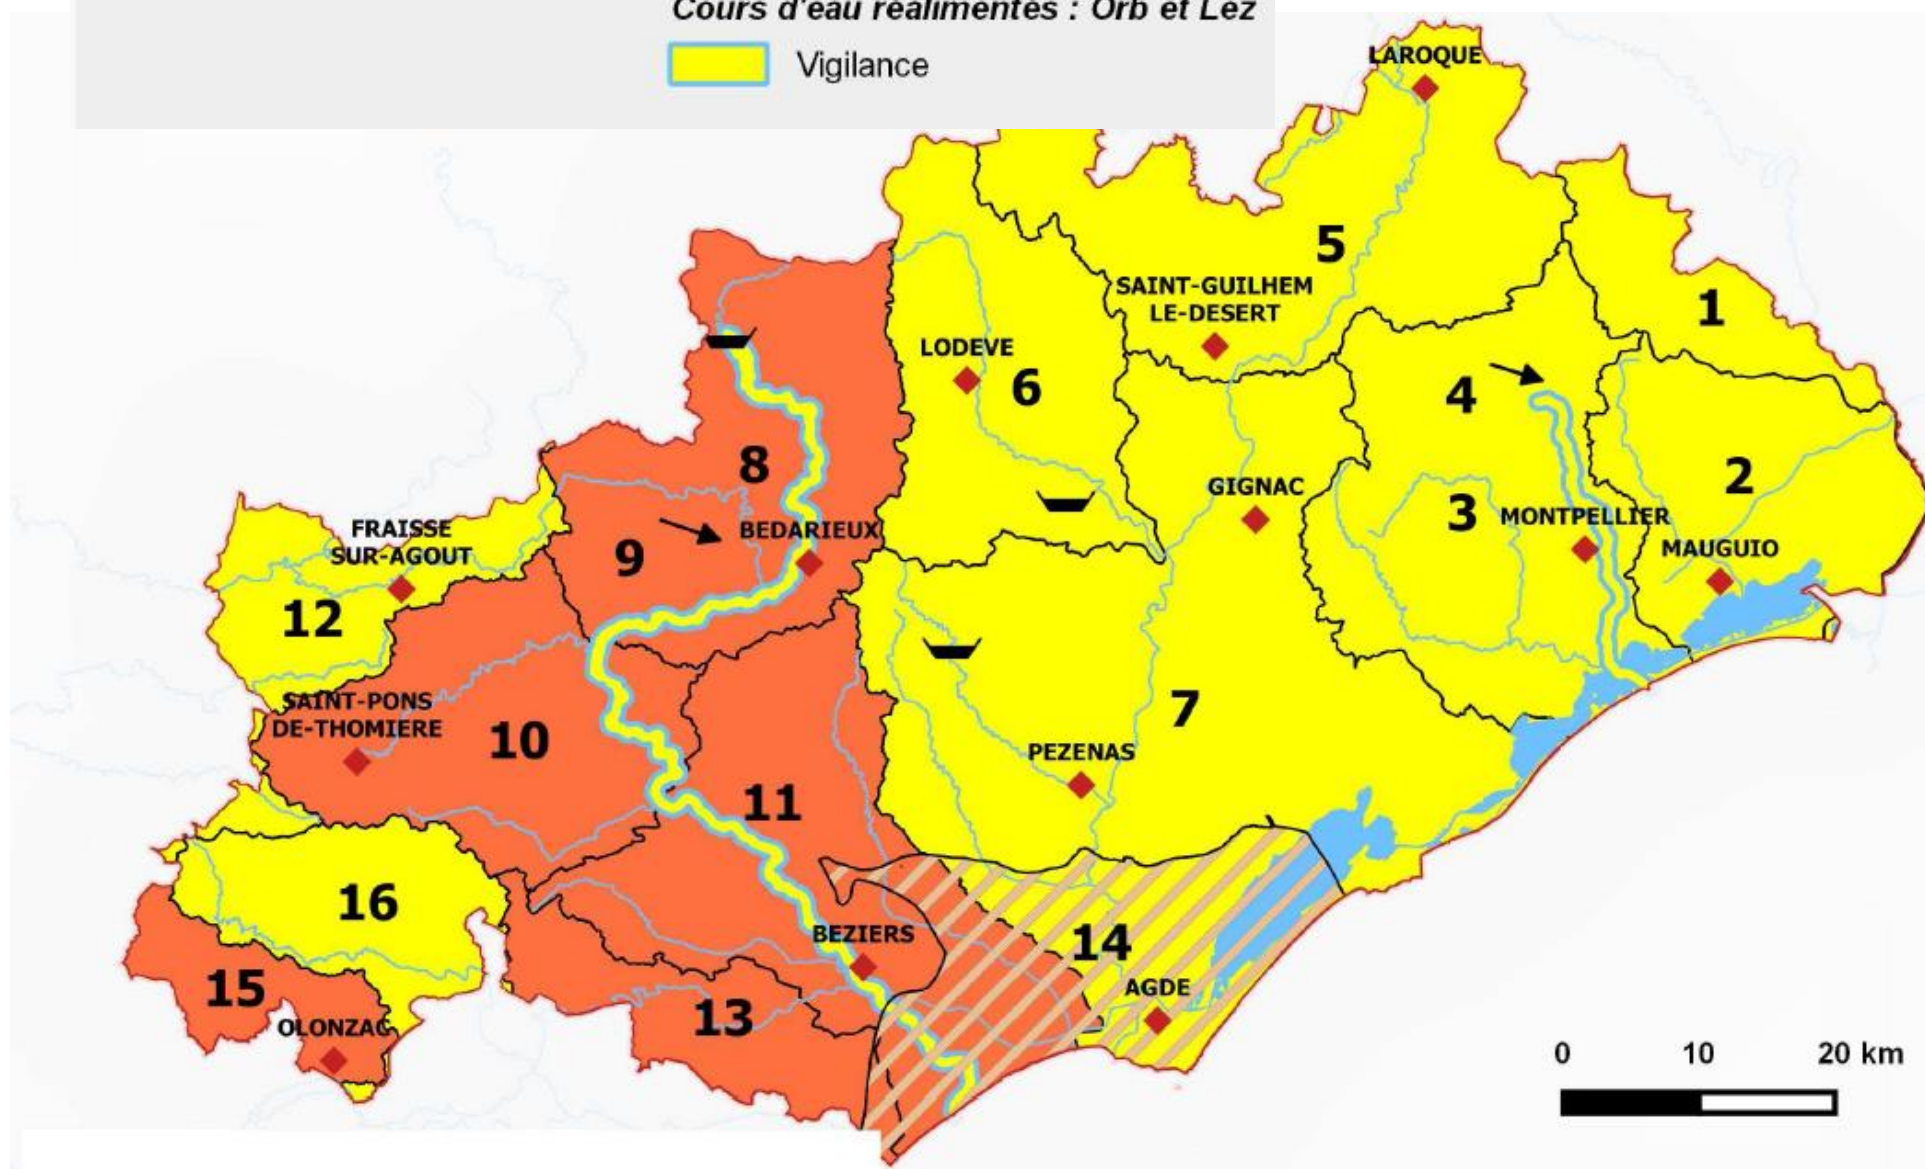 Cours d'eau réalimentés : Orb et Lez
Vigilance
LAROQUE
5
SAINT-GUILHEM
LE-DESERT
1
LODEVE
6
4
8
2
GIGNAC
3
MONTPELLIER
FRAISSE
SUR-AGOUT
9
BEDARIEUX
MAUGUIO
12
SAINT-PONS
DE-THOMIERE
10
7
PEZENAS
11
16
BEZIERS
14
15
AGDE
13
OLONZAC
0 10 20 km